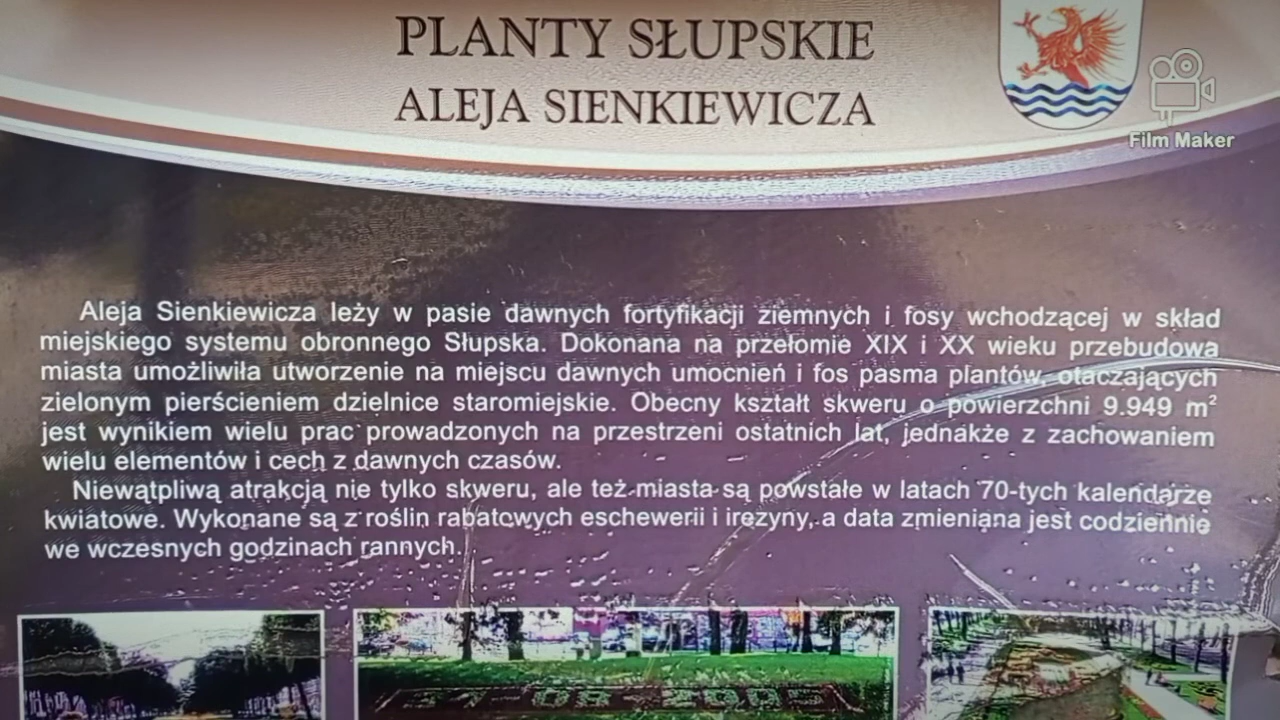 PLANTY SŁUPSKIE
ALEJA SIENKIEWICZA
Film Maker
Aleja Sienkiewicza leży w pasie dawnych fortyfikacji ziemnych i fosy wchodzącej w skład
miejskiego systemu obronnego Słupska. Dokonana na przełomie XIX i XX wieku przebudowa
miasta umożliwiła utworzenie na miejscu dawnych umocnień i fos pasma plantów, otaczających
zielonym pierścieniem dzielnice staromiejskie. Obecny kształt skweru o powierzchni 9.949 m²
jest wynikiem wielu prac prowadzonych na przestrzeni ostatnich lat, jednakże z zachowaniem
wielu elementów i cech z dawnych czasów.
Niewątpliwą atrakcją nie tylko skweru, ale też miasta są powstałe w latach 70-tych kalendarze
kwiatowe. Wykonane są z roślin rabatowych eschewerii i irezyny, a data zmieniana jest codziennie
we wczesnych godzinach rannych.